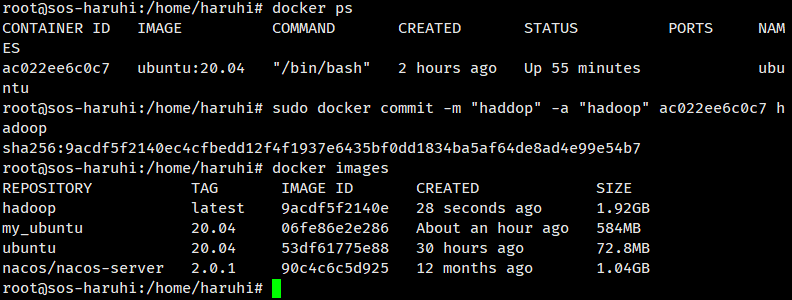 root@sos-haruhi:/home/haruhi# docker ps
CONTAINER ID   IMAGE          COMMAND       CREATED       STATUS          PORTS     NAM
ES
ac022ee6c0c7   ubuntu:20.04   "/bin/bash"   2 hours ago   Up 55 minutes             ubu
ntu
root@sos-haruhi:/home/haruhi# sudo docker commit -m "haddop" -a "hadoop" ac022ee6c0c7 h
adoop
sha256:9acdf5f2140ec4cfbedd12f4f1937e6435bf0dd1834ba5af64de8ad4e99e54b7
root@sos-haruhi:/home/haruhi# docker images
REPOSITORY           TAG       IMAGE ID       CREATED             SIZE
hadoop               latest    9acdf5f2140e   28 seconds ago      1.92GB
my_ubuntu            20.04     06fe86e2e286   About an hour ago   584MB
ubuntu               20.04     53df61775e88   30 hours ago        72.8MB
nacos/nacos-server   2.0.1     90c4c6c5d925   12 months ago       1.04GB
root@sos-haruhi:/home/haruhi#